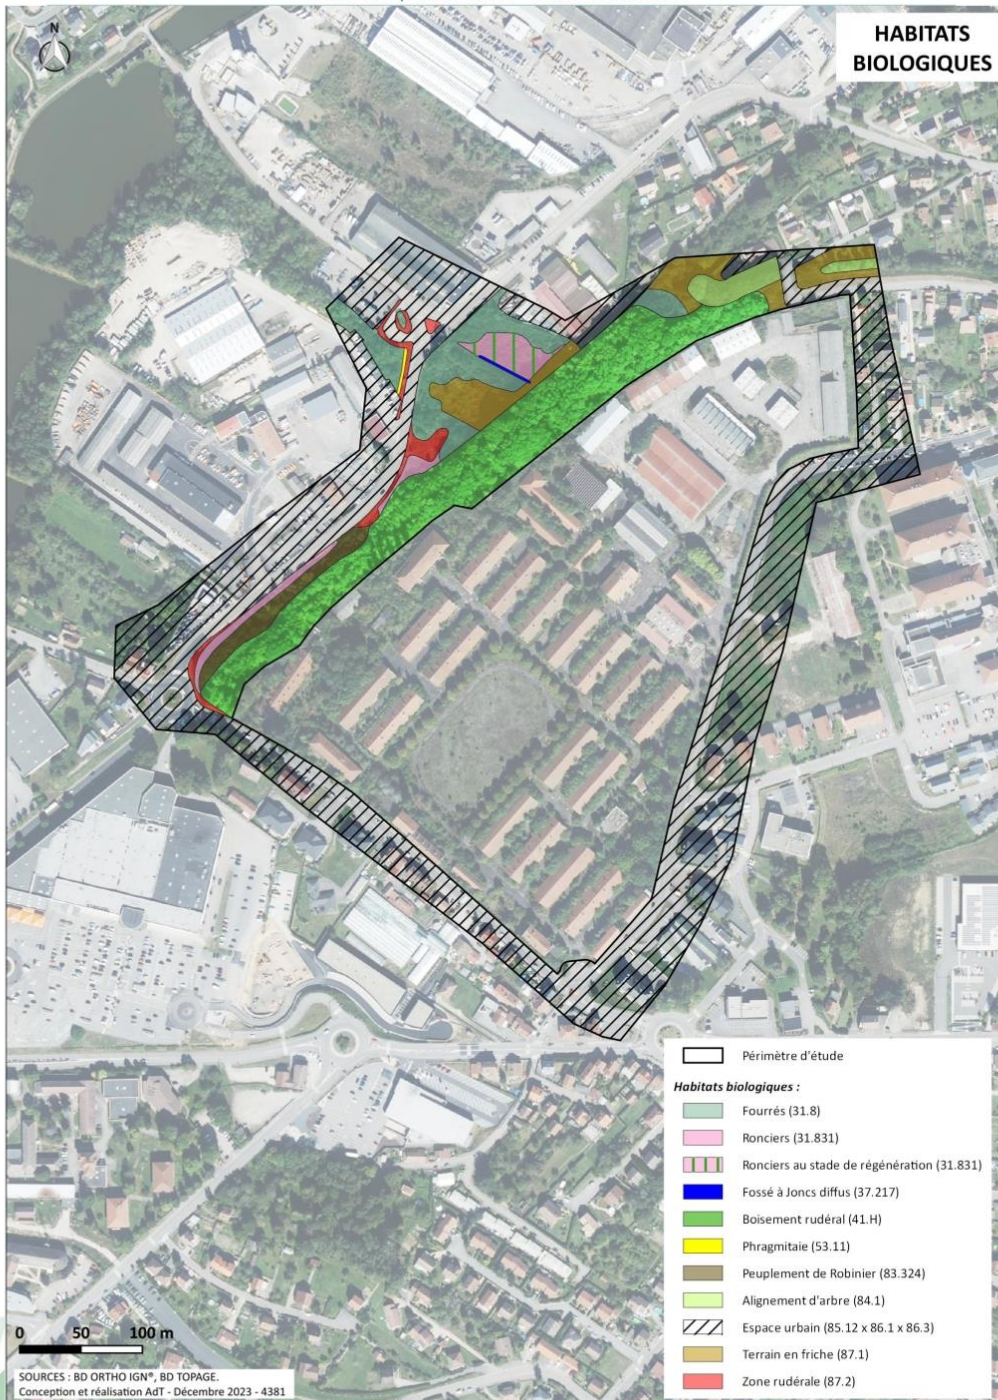 HABITATS
BIOLOGIQUES
N
Périmètre d'étude
Habitats biologiques :
Fourrés (31.8)
Ronciers (31.831)
Ronciers au stade de régénération (31.831)
Fossé à Joncs diffus (37.217)
Boisement rudéral (41.H)
Phragmitaie (53.11)
Peuplement de Robinier (83.324)
Alignement d'arbre (84.1)
Espace urbain (85.12 x 86.1 x 86.3)
Terrain en friche (87.1)
Zone rudérale (87.2)
0 50 100 m
SOURCES : BD ORTHO IGN®, BD TOPAGE.
Conception et réalisation AdT - Décembre 2023 - 4381